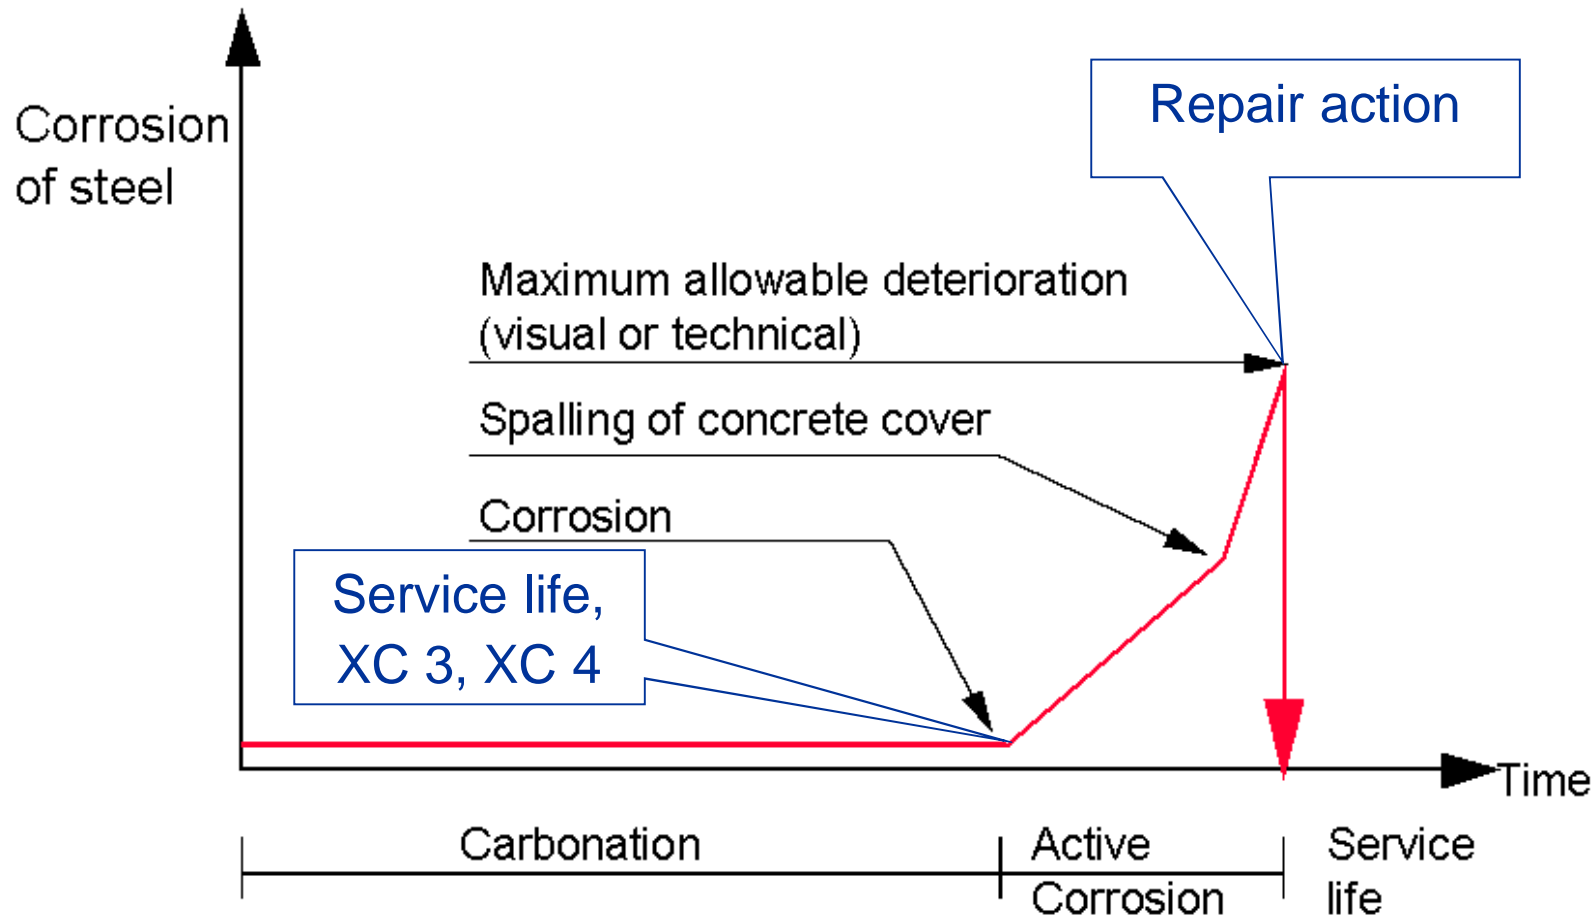 Corrosion
of steel
Repair action
Maximum allowable deterioration
(visual or technical)
Spalling of concrete cover
Corrosion
Service life,
XC 3, XC 4
Time
Carbonation
Active
Corrosion
Service
life